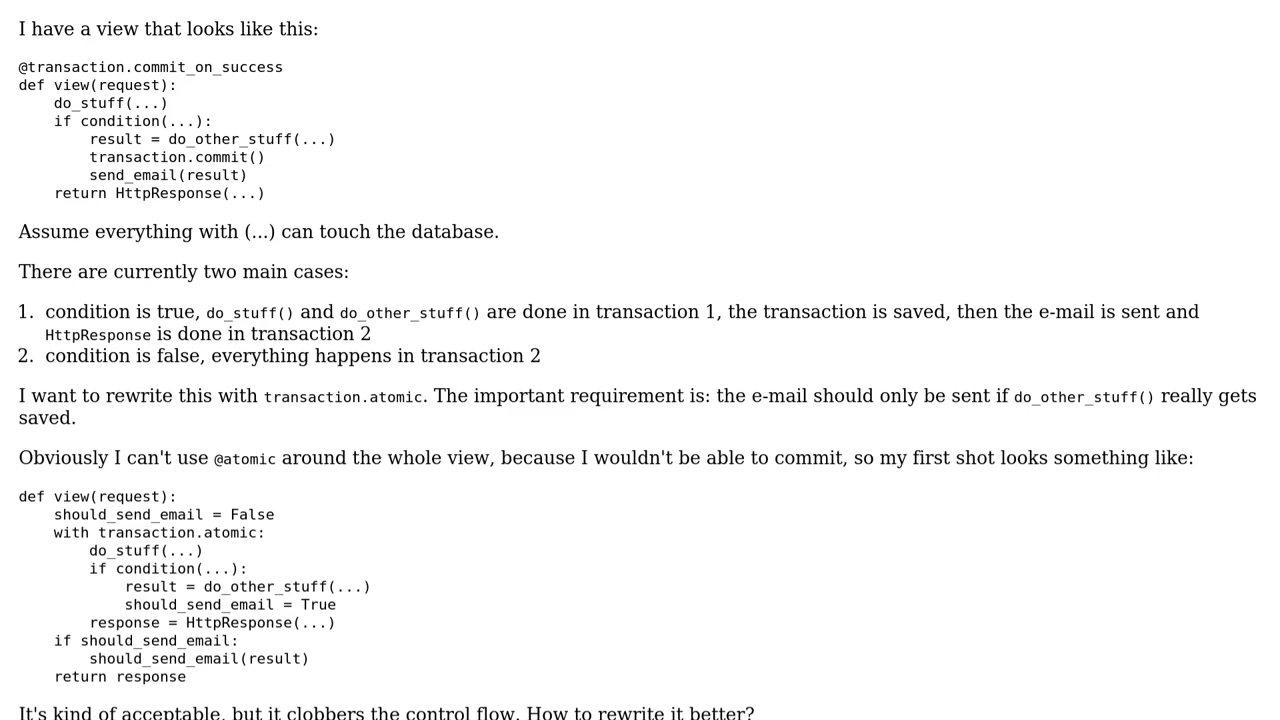 I have a view that looks like this:
@transaction.commit_on_success
def view(request):
    do_stuff(...)
    if condition(...):
        result = do_other_stuff(...)
        transaction.commit()
        send_email(result)
    return HttpResponse(...)
Assume everything with (...) can touch the database.
There are currently two main cases:
1. condition is true, do_stuff() and do_other_stuff() are done in transaction 1, the transaction is saved, then the e-mail is sent and
HttpResponse is done in transaction 2
2. condition is false, everything happens in transaction 2
I want to rewrite this with transaction.atomic. The important requirement is: the e-mail should only be sent if do_other_stuff() really gets
saved.
Obviously I can't use @atomic around the whole view, because I wouldn't be able to commit, so my first shot looks something like:
def view(request):
    should_send_email = False
    with transaction.atomic:
        do_stuff(...)
        if condition(...):
            result = do_other_stuff(...)
            should_send_email = True
        response = HttpResponse(...)
    if should_send_email:
        should_send_email(result)
    return response
It's kind of acceptable, but it clobbers the control flow. How to rewrite it better?